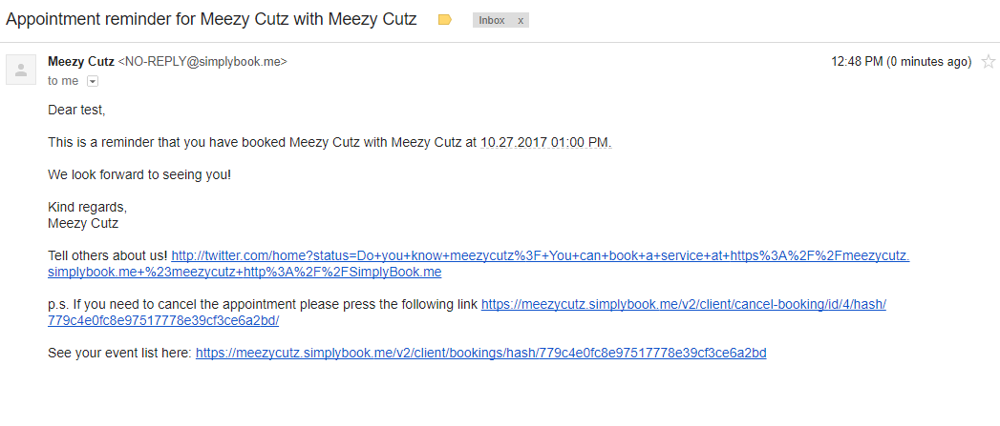 Appointment reminder for Meezy Cutz with Meezy Cutz Inbox x
Meezy Cutz <NO-REPLY@simplybook.me> 12:48 PM (0 minutes ago)
to me
Dear test,
This is a reminder that you have booked Meezy Cutz with Meezy Cutz at 10.27.2017 01:00 PM.
We look forward to seeing you!
Kind regards,
Meezy Cutz
Tell others about us! http://twitter.com/home?status=Do+you+know+meezycutz%3F+You+can+book+a+service+at+https%3A%2F%2Fmeezycutz.
simplybook.me+%23meezycutz+http%3A%2F%2FSimplyBook.me
p.s. If you need to cancel the appointment please press the following link https://meezycutz.simplybook.me/v2/client/cancel-booking/id/4/hash/
779c4e0fc8e97517778e39cf3ce6a2bd/
See your event list here: https://meezycutz.simplybook.me/v2/client/bookings/hash/779c4e0fc8e97517778e39cf3ce6a2bd